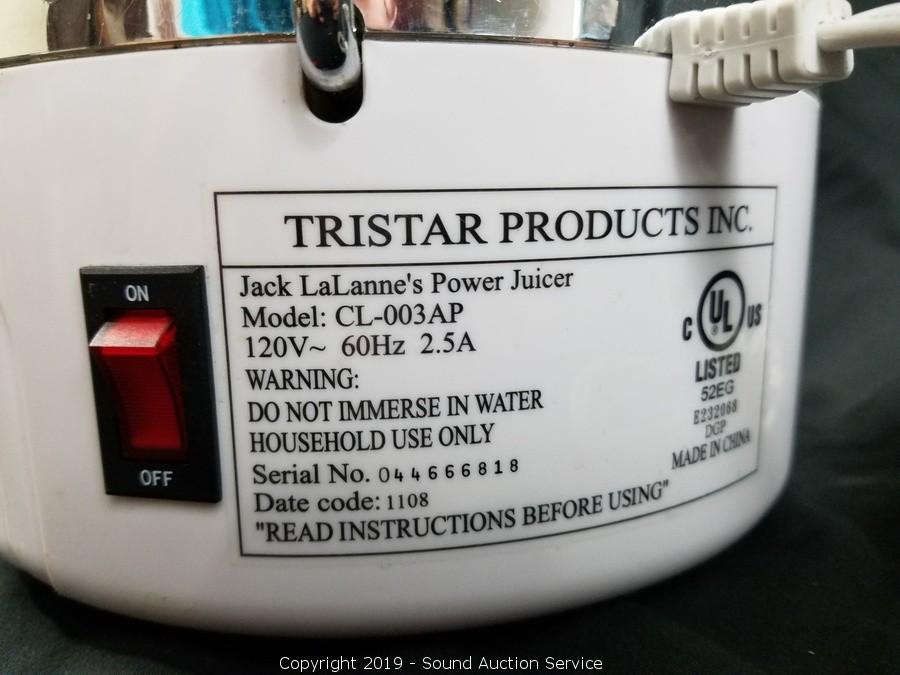 ON
OFF
TRISTAR PRODUCTS INC.
Jack LaLanne's Power Juicer
Model: CL-003AP
120V~ 60Hz 2.5A
WARNING:
DO NOT IMMERSE IN WATER
HOUSEHOLD USE ONLY
Serial No. 044666818
Date code: 1108
"READ INSTRUCTIONS BEFORE USING"
C UL ® US
LISTED
52EG
E232068
DGP
MADE IN CHINA
Copyright 2019 - Sound Auction Service